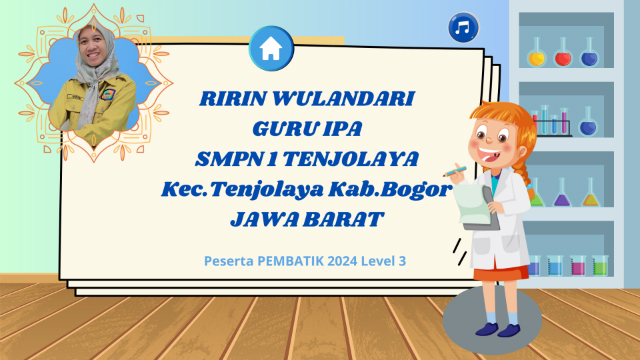 RIRIN WULANDARI
GURU IPA
SMPN 1 TENJOLAYA
Kec.Tenjolaya Kab.Bogor
JAWA BARAT
Peserta PEMBATIK 2024 Level 3